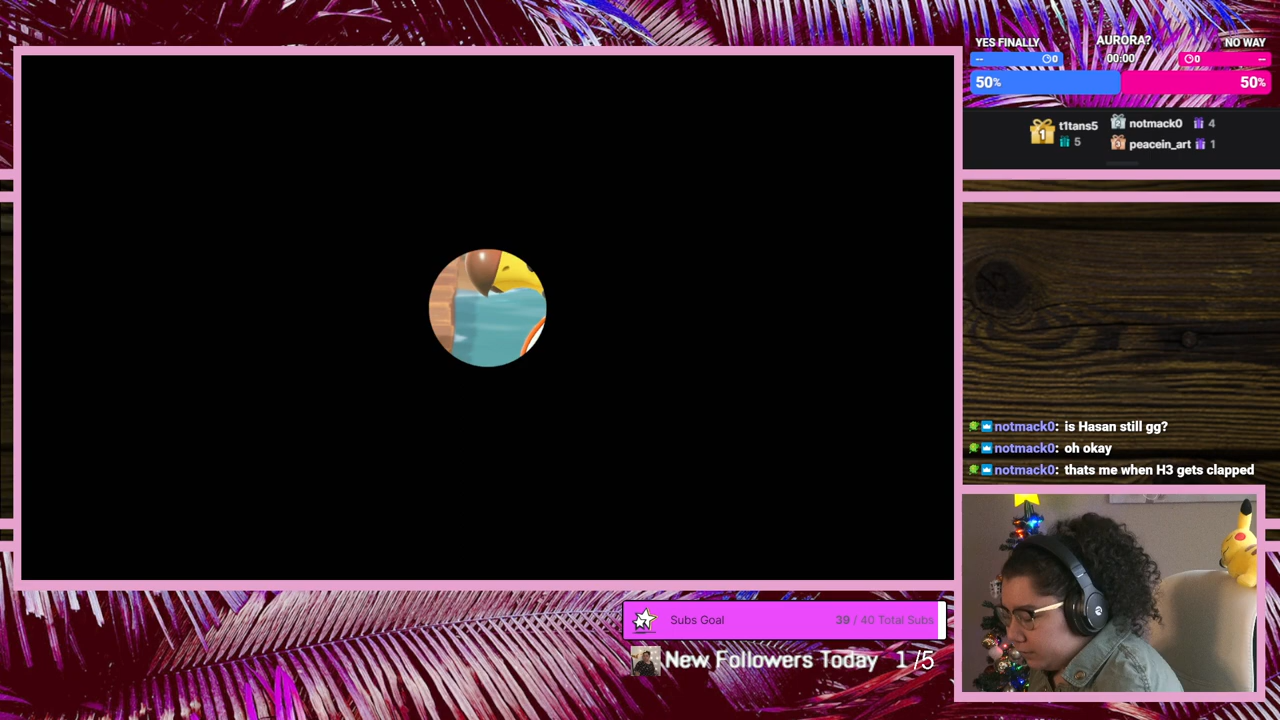 YES FINALLY
AURORA?
NO WAY
--
0
00:00
0
--
50%
50%
1
t1tans5
5
notmack0
4
peacein_art
1
notmack0: is Hasan still gg?
notmack0: oh okay
notmack0: thats me when H3 gets clapped
Subs Goal
39 / 40 Total Subs
New Followers Today 1 /5